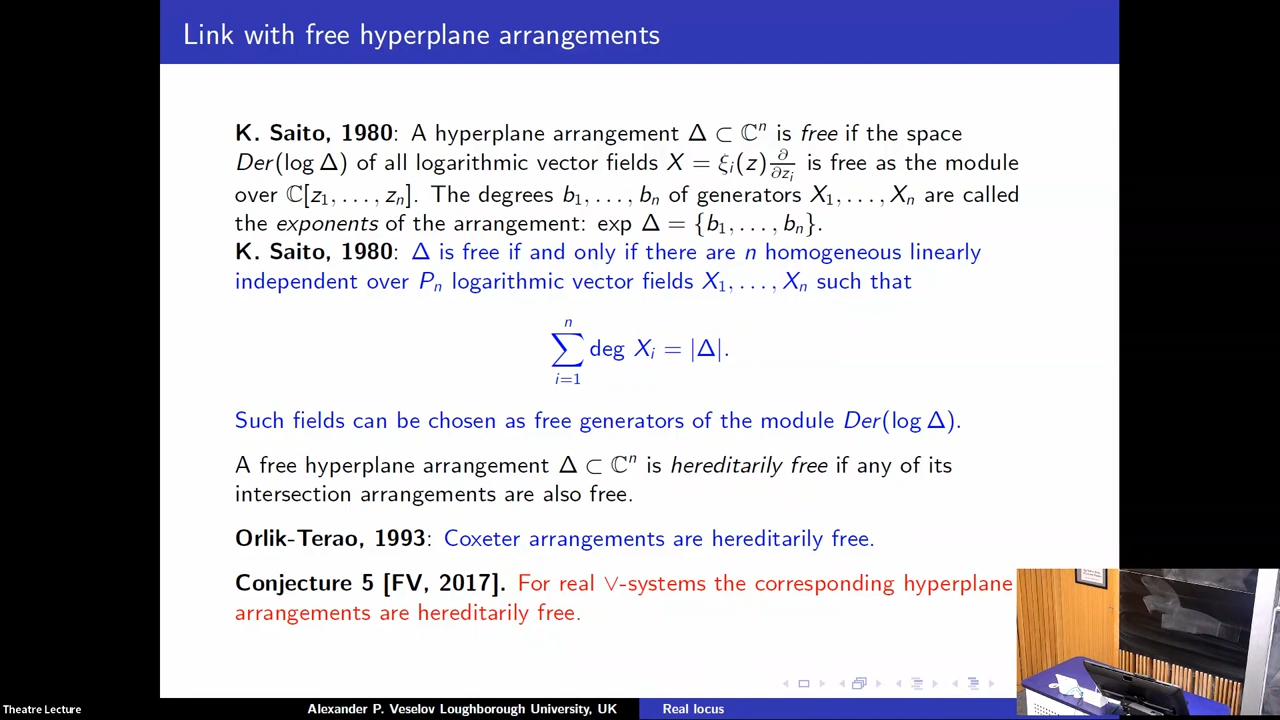 Link with free hyperplane arrangements
K. Saito, 1980: A hyperplane arrangement Δ ⊂ ℂⁿ is free if the space
Der(log Δ) of all logarithmic vector fields X = ξᵢ(z)∂/∂zᵢ is free as the module
over ℂ[z₁, . . . , zₙ]. The degrees b₁, . . . , bₙ of generators X₁, . . . , Xₙ are called
the exponents of the arrangement: exp Δ = {b₁, . . . , bₙ}.
K. Saito, 1980: Δ is free if and only if there are n homogeneous linearly
independent over Pₙ logarithmic vector fields X₁, . . . , Xₙ such that
∑ᵢ₌₁ⁿ deg Xᵢ = |Δ|.
Such fields can be chosen as free generators of the module Der(log Δ).
A free hyperplane arrangement Δ ⊂ ℂⁿ is hereditarily free if any of its
intersection arrangements are also free.
Orlik-Terao, 1993: Coxeter arrangements are hereditarily free.
Conjecture 5 [FV, 2017]. For real ∨-systems the corresponding hyperplane
arrangements are hereditarily free.
Theatre Lecture
Alexander P. Veselov Loughborough University, UK
Real locus